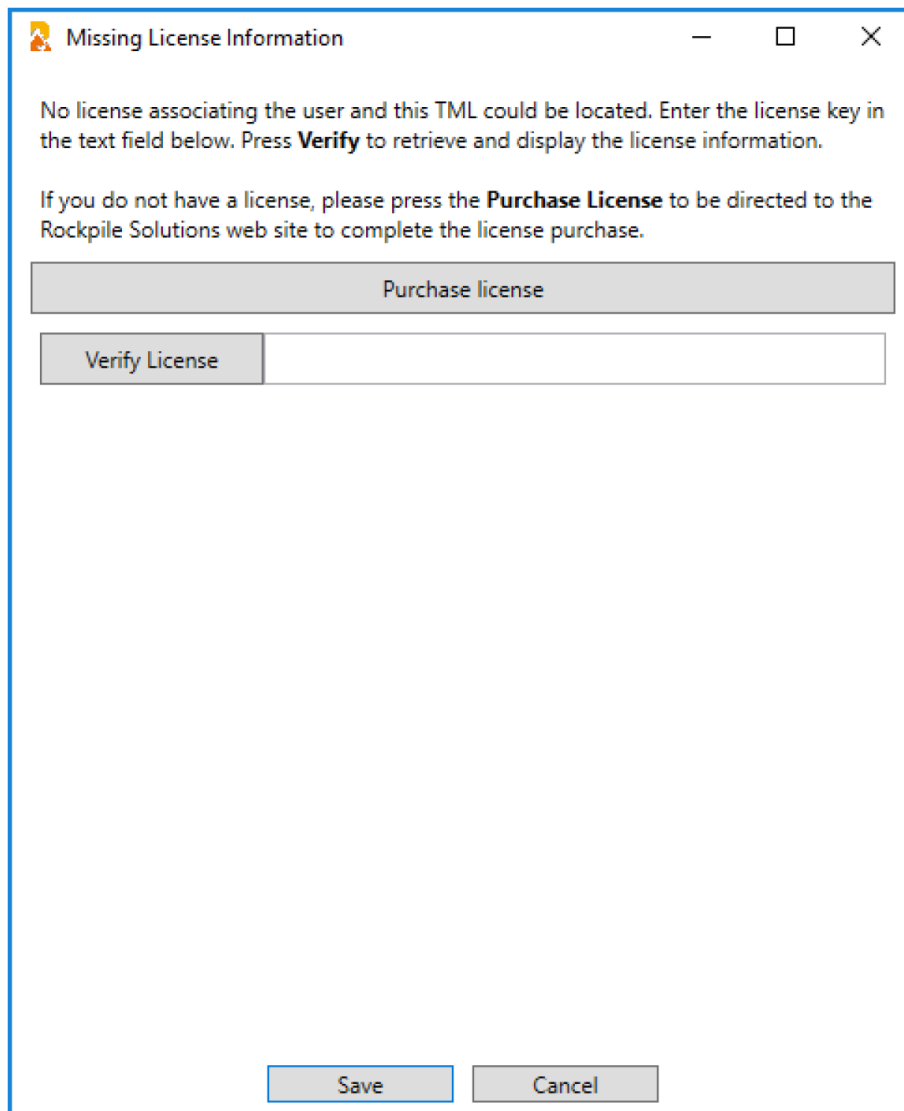 Missing License Information
No license associating the user and this TML could be located. Enter the license key in
the text field below. Press Verify to retrieve and display the license information.
If you do not have a license, please press the Purchase License to be directed to the
Rockpile Solutions web site to complete the license purchase.
Purchase license
Verify License
Save Cancel